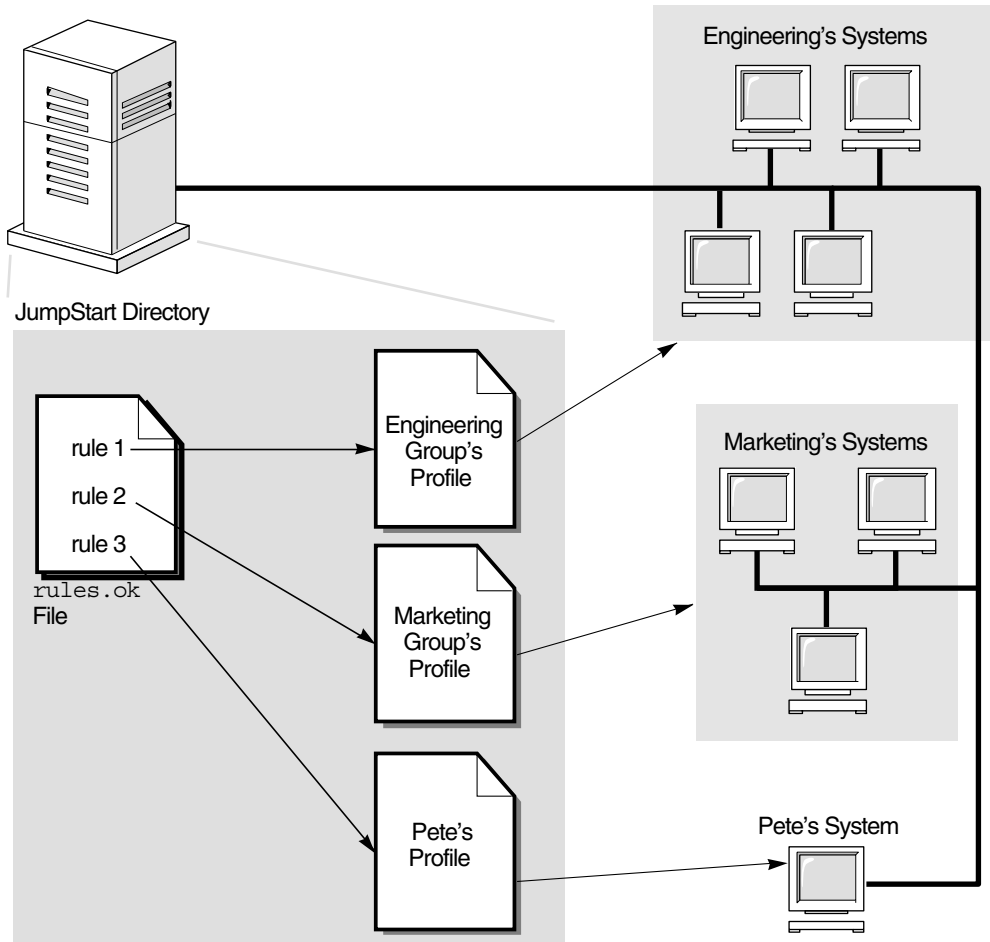 Engineering's Systems
JumpStart Directory
rule 1
rule 2
rule 3
rules.ok
File
Engineering
Group's
Profile
Marketing
Group's
Profile
Pete's
Profile
Marketing's Systems
Pete's System